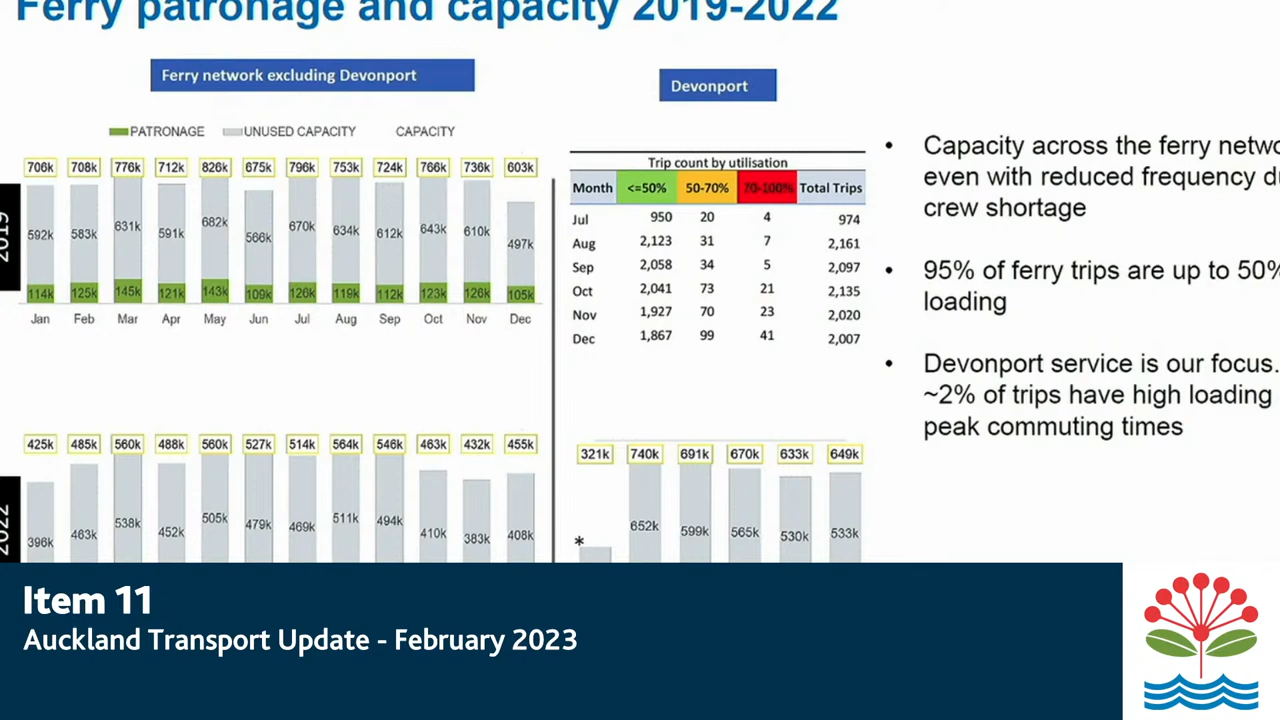 Ferry patronage and capacity 2019-2022
Ferry network excluding Devonport
PATRONAGE UNUSED CAPACITY CAPACITY
706k 708k 776k 712k 826k 675k 796k 753k 724k 766k 736k 603k
2019
592k 583k 631k 591k 682k 566k 670k 634k 612k 643k 610k 497k
114k 125k 145k 121k 143k 109k 126k 119k 112k 123k 126k 105k
Jan Feb Mar Apr May Jun Jul Aug Sep Oct Nov Dec
425k 485k 560k 488k 560k 527k 514k 564k 546k 463k 432k 455k
2022
396k 463k 538k 452k 505k 479k 469k 511k 494k 410k 383k 408k
Devonport
Trip count by utilisation
Month <=50% 50-70% 70-100% Total Trips
Jul 950 20 4 974
Aug 2,123 31 7 2,161
Sep 2,058 34 5 2,097
Oct 2,041 73 21 2,135
Nov 1,927 70 23 2,020
Dec 1,867 99 41 2,007
321k 740k 691k 670k 633k 649k
* 652k 599k 565k 530k 533k
• Capacity across the ferry netwo
even with reduced frequency du
crew shortage
• 95% of ferry trips are up to 50%
loading
• Devonport service is our focus.
~2% of trips have high loading
peak commuting times
Item 11
Auckland Transport Update - February 2023